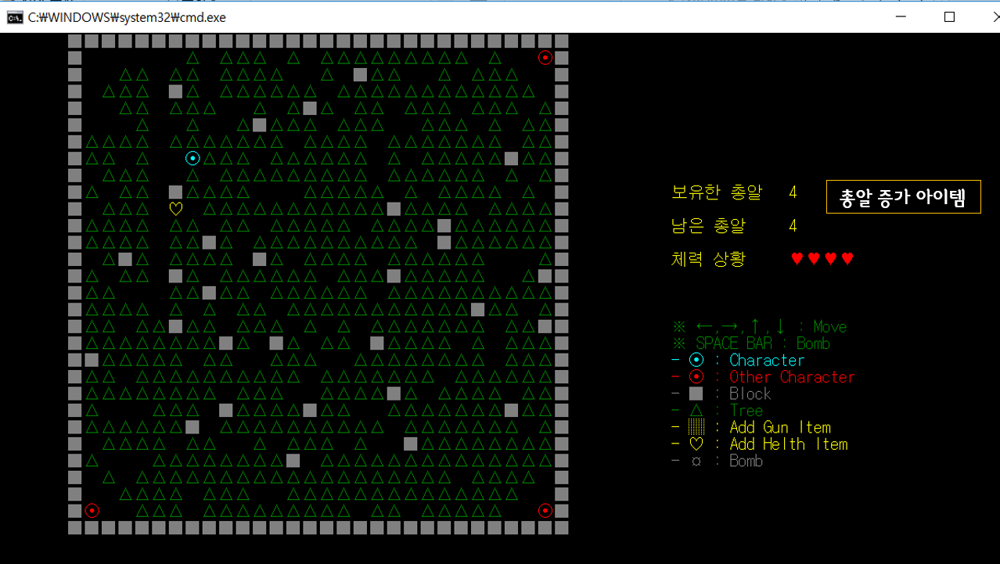 C:₩WINDOWS₩system32₩cmd.exe
보유한 총알 4
총알 증가 아이템
남은 총알 4
체력 상황 ♥♥♥♥
※ ←,→,↑,↓ : Move
※ SPACE BAR : Bomb
- ⊙ : Character
- ⊙ : Other Character
- ■ : Block
- △ : Tree
- ▒ : Add Gun Item
- ♡ : Add Helth Item
- ¤ : Bomb